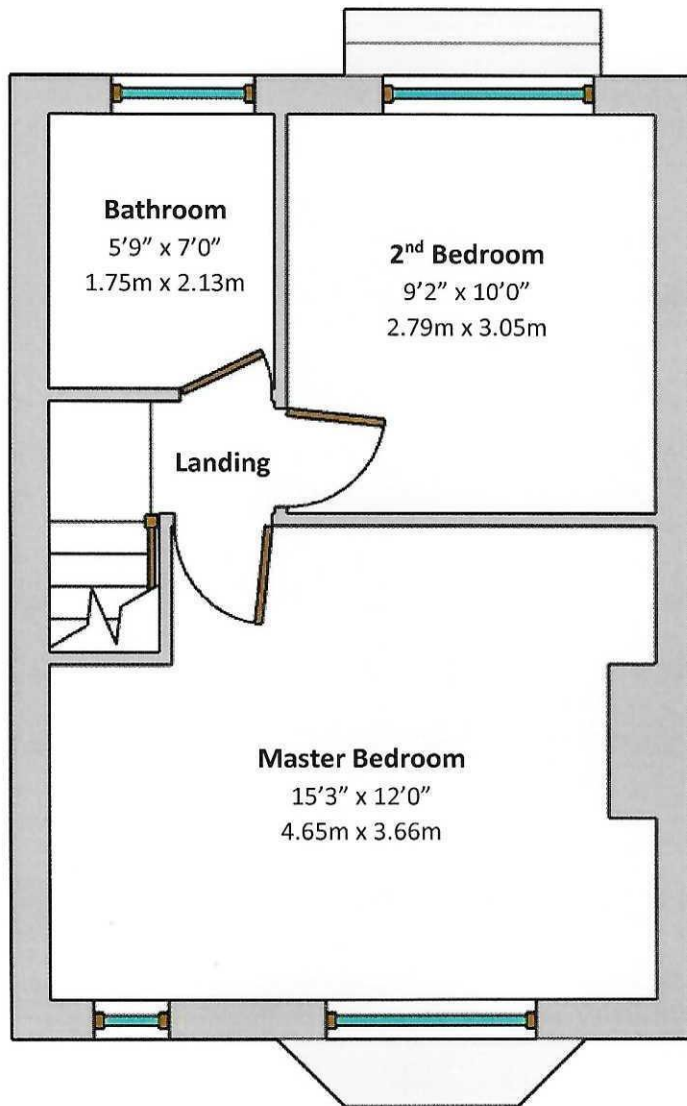 Bathroom
5’9” x 7’0”
1.75m x 2.13m
2nd Bedroom
9’2” x 10’0”
2.79m x 3.05m
Landing
Master Bedroom
15’3” x 12’0”
4.65m x 3.66m